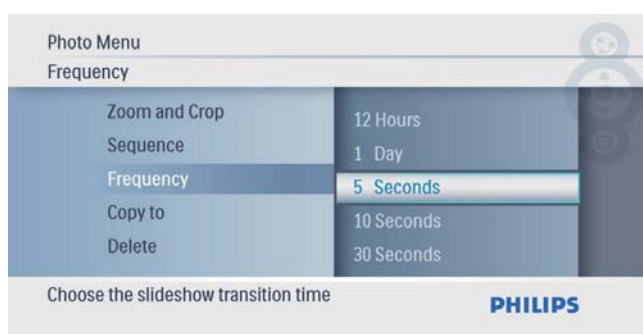 Photo Menu
Frequency
Zoom and Crop
Sequence
Frequency
Copy to
Delete
12 Hours
1 Day
5 Seconds
10 Seconds
30 Seconds
Choose the slideshow transition time
PHILIPS